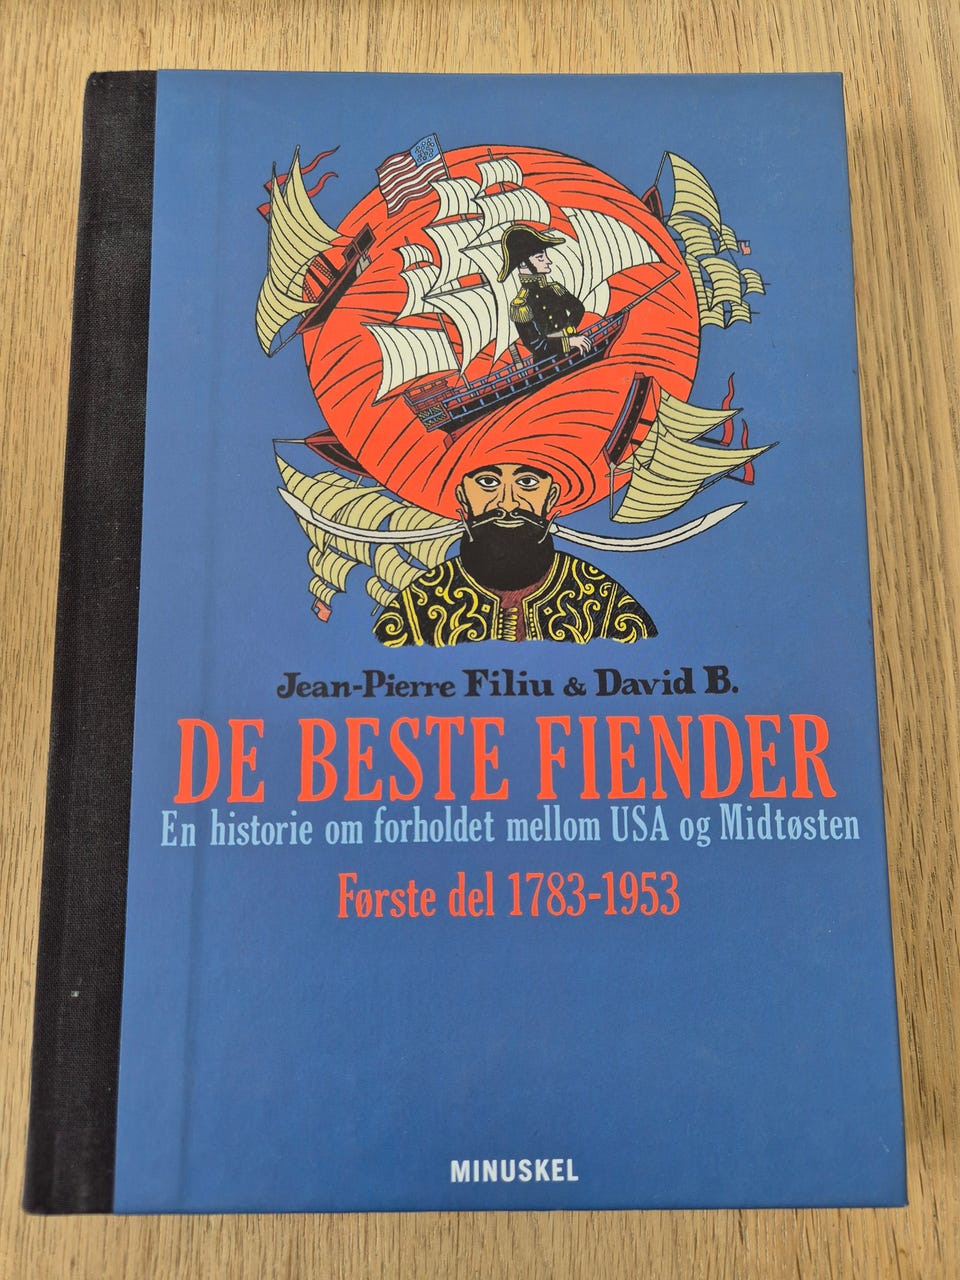 Jean-Pierre Filiu & David B.
DE BESTE FIENDER
En historie om forholdet mellom USA og Midtøsten
Første del 1783-1953
MINUSKEL